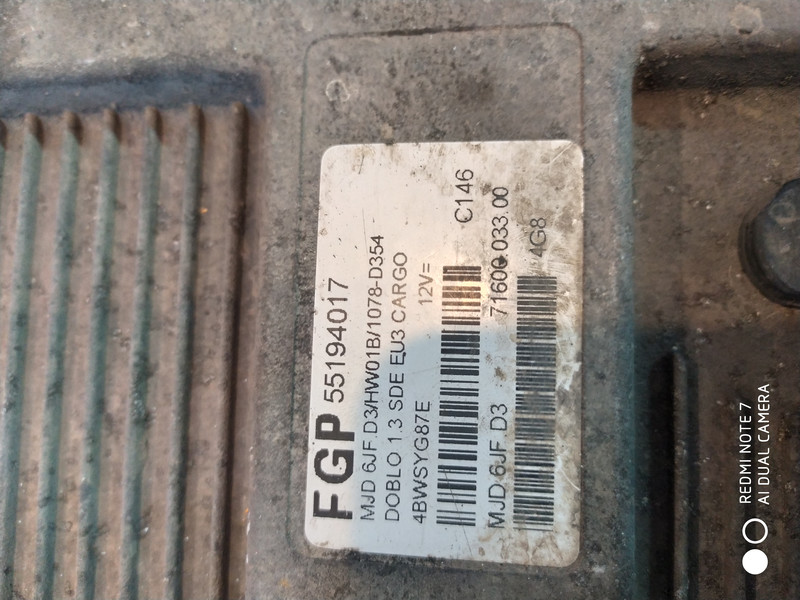 FGP 55194017
MJD 6JF.D3/HW01B/1078-D354
DOBLO 1.3 SDE EU3 CARGO
4BWSYG87E 12V=
C146
MJD 6JF D3 71600.033.00
4G8
REDMI NOTE 7
AI DUAL CAMERA